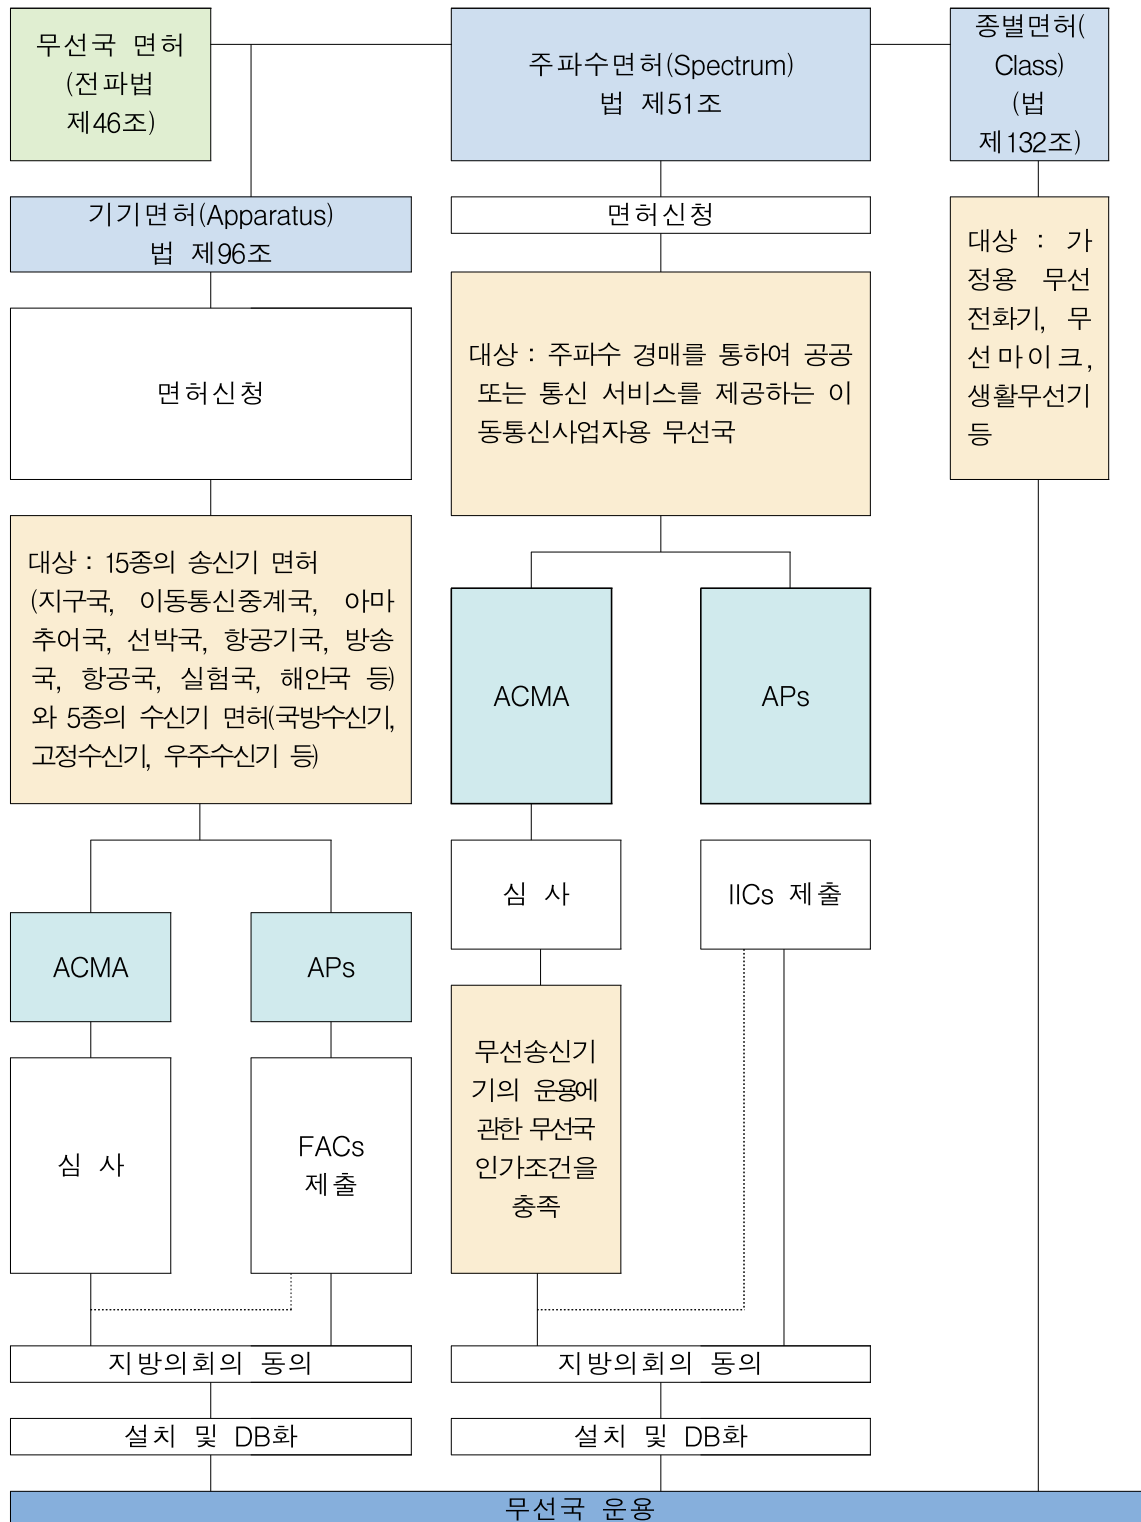 무선국 면허
(전파법
제46조)
주파수면허(Spectrum)
법 제51조
종별면허(
Class)
(법
제132조)
기기면허(Apparatus)
법 제96조
면허신청
대상 : 가
정용 무선
전화기, 무
선마이크,
생활무선기
등
면허신청
대상 : 주파수 경매를 통하여 공공
또는 통신 서비스를 제공하는 이
동통신사업자용 무선국
대상 : 15종의 송신기 면허
(지구국, 이동통신중계국, 아마
추어국, 선박국, 항공기국, 방송
국, 항공국, 실험국, 해안국 등)
와 5종의 수신기 면허(국방수신기,
고정수신기, 우주수신기 등)
ACMA
APs
심 사
IICs 제출
ACMA
APs
무선송신기
기의 운용에
관한 무선국
인가조건을
충족
심 사
FACs
제출
지방의회의 동의
지방의회의 동의
설치 및 DB화
설치 및 DB화
무선국 운용